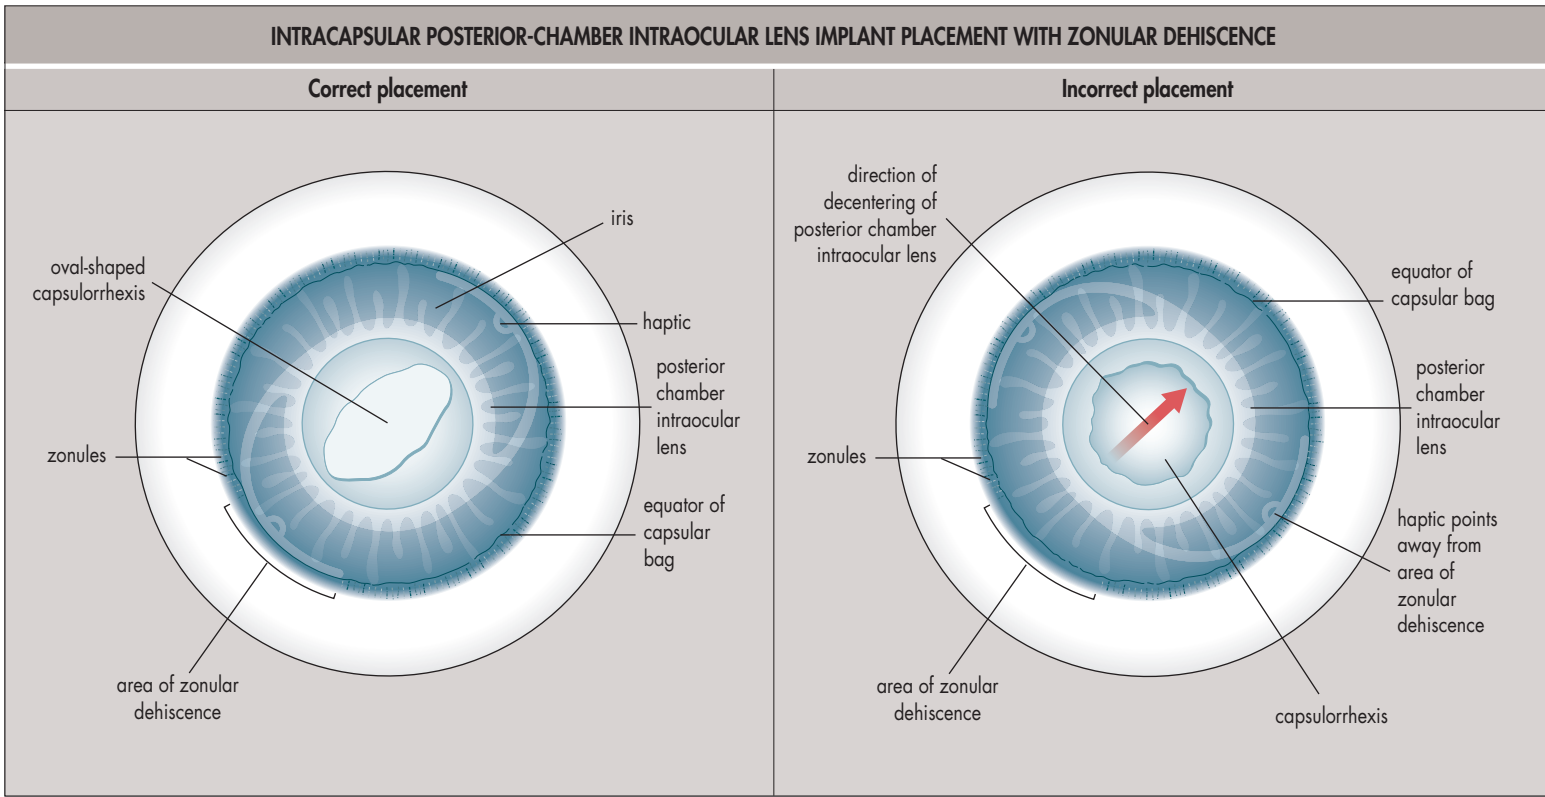 INTRACAPSULAR POSTERIOR-CHAMBER INTRAOCULAR LENS IMPLANT PLACEMENT WITH ZONULAR DEHISCENCE
Correct placement
oval-shaped
capsulorrhexis
zonules
area of zonular
dehiscence
iris
haptic
posterior
chamber
intraocular
lens
equator of
capsular
bag
Incorrect placement
direction of
decentering of
posterior chamber
intraocular lens
zonules
area of zonular
dehiscence
equator of
capsular bag
posterior
chamber
intraocular
lens
haptic points
away from
area of
zonular
dehiscence
capsulorrhexis